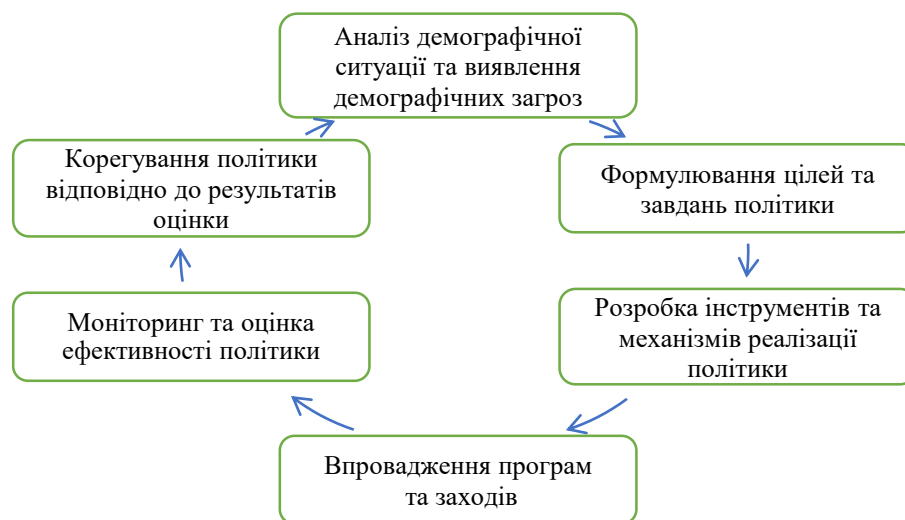 Аналіз демографічної
ситуації та виявлення
демографічних загроз
Формулювання цілей та
завдань політики
Розробка інструментів та
механізмів реалізації
політики
Впровадження програм
та заходів
Моніторинг та оцінка
ефективності політики
Корегування політики
відповідно до результатів
оцінки